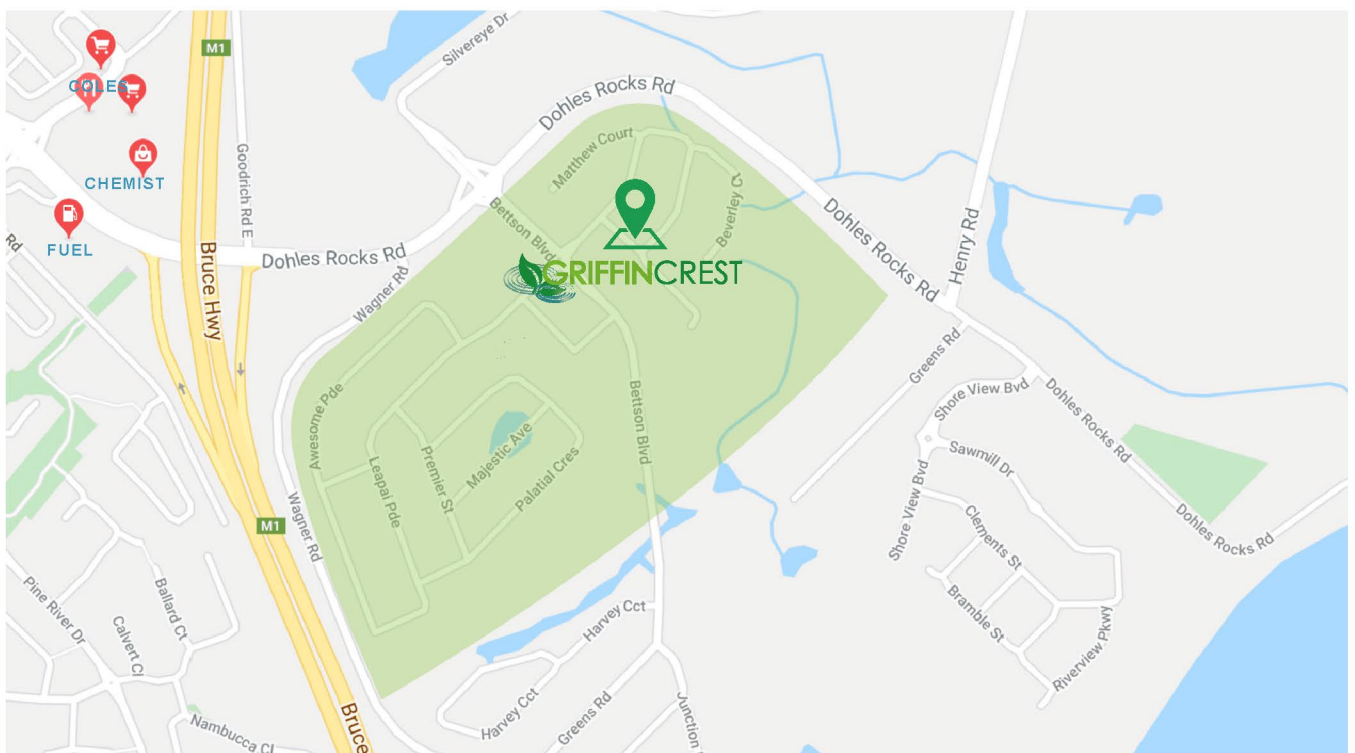 Silvereye Dr
M1
COLES
Dohles Rocks Rd
Matthew Court
Goodrich Rd E
CHEMIST
Beverley Ct
Bettson Blvd
Dohles Rocks Rd
Henry Rd
FUEL
Rd
Dohles Rocks Rd
Bruce Hwy
Wagner Rd
GRIFFINCREST
Greens Rd
Shore View Bvd
Awesome Pde
Bettson Blvd
Dohles Rocks Rd
Leapai Pde
Premier St
Majestic Ave
Palatial Cres
Sawmill Dr
Shore View Bvd
Clements St
Dohles Rocks Rd
M1
Wagner Rd
Pine River Dr
Ballard Ct
Calvert Cl
Harvey Cct
Bramble St
Riverview Pkwy
Harvey Cct
Greens Rd
Junction
Nambucca Cl
Bruce